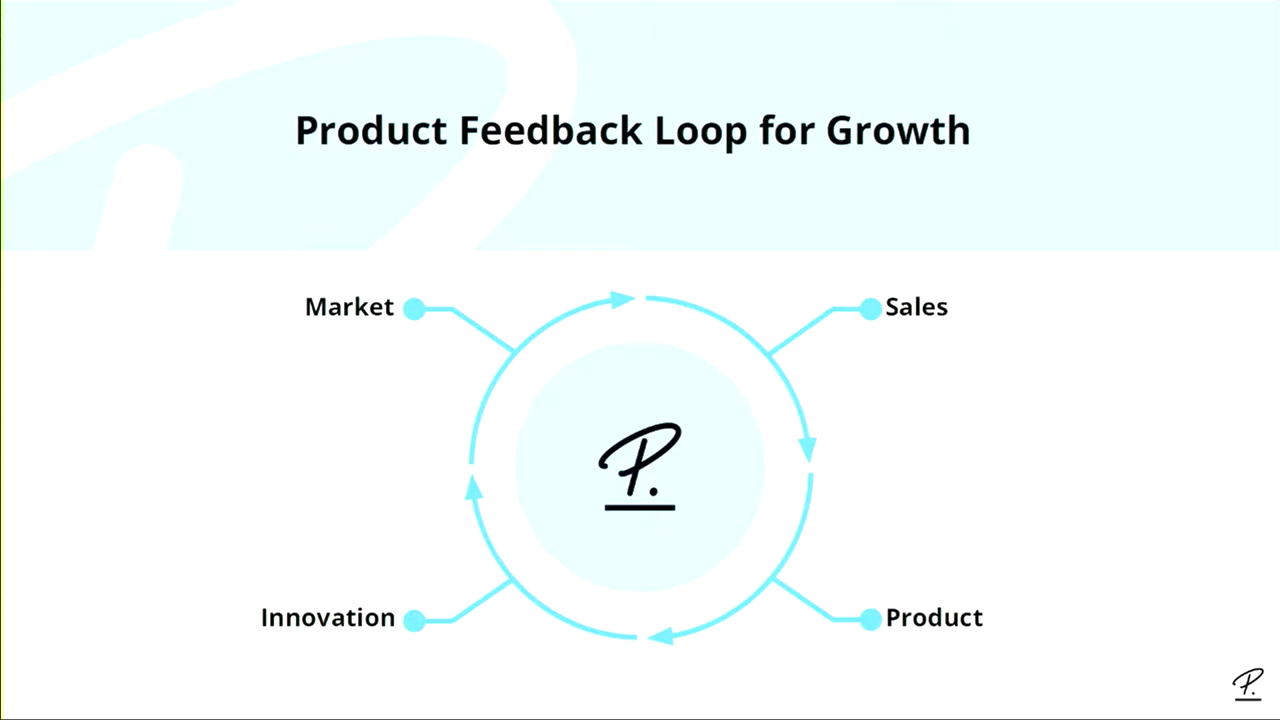 Product Feedback Loop for Growth
Market
Sales
P.
Innovation
Product
P.